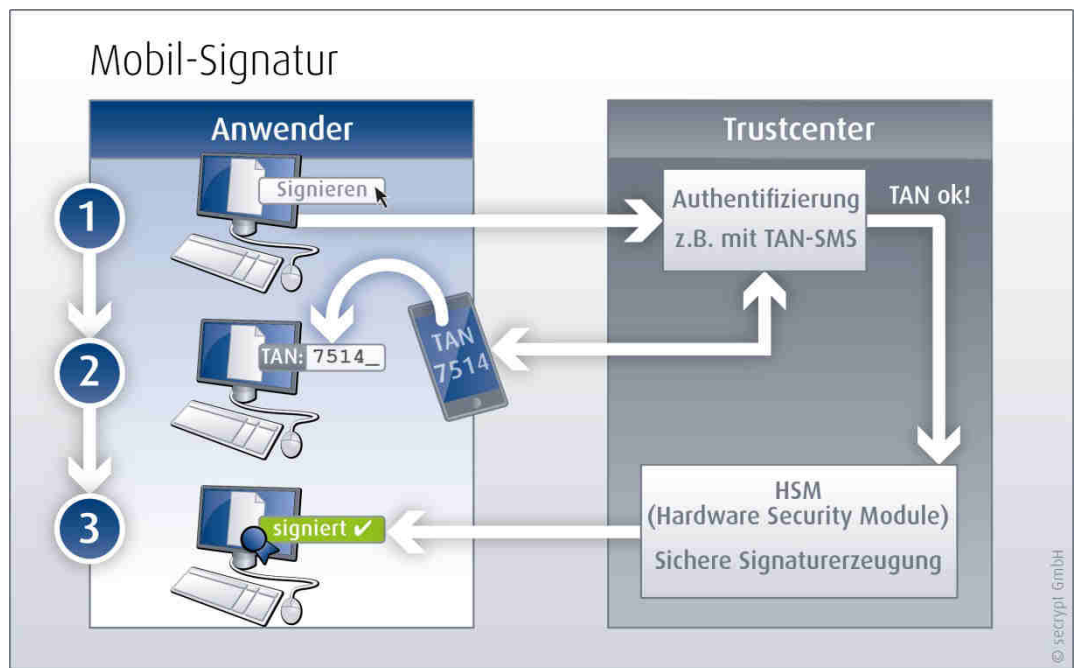 Mobil-Signatur
Anwender
Trustcenter
1
Signieren
Authentifizierung
z.B. mit TAN-SMS
TAN ok!
2
TAN: 7514_
TAN
7514
3
signiert ✔
HSM
(Hardware Security Module)
Sichere Signaturerzeugung
© secrypt GmbH